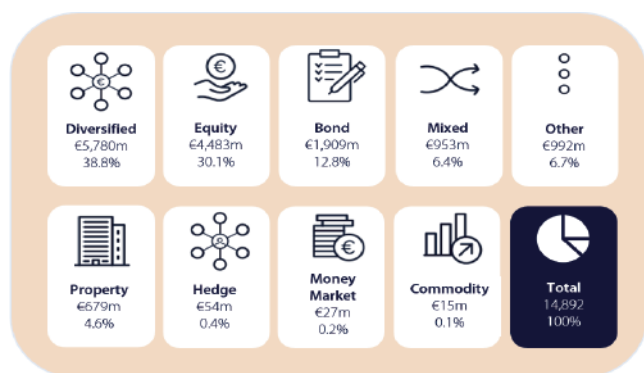 Diversified
€5,780m
38.8%
Equity
€4,483m
30.1%
Bond
€1,909m
12.8%
Mixed
€953m
6.4%
Other
€992m
6.7%
Property
€679m
4.6%
Hedge
€54m
0.4%
Money
Market
€27m
0.2%
Commodity
€15m
0.1%
Total
14,892
100%